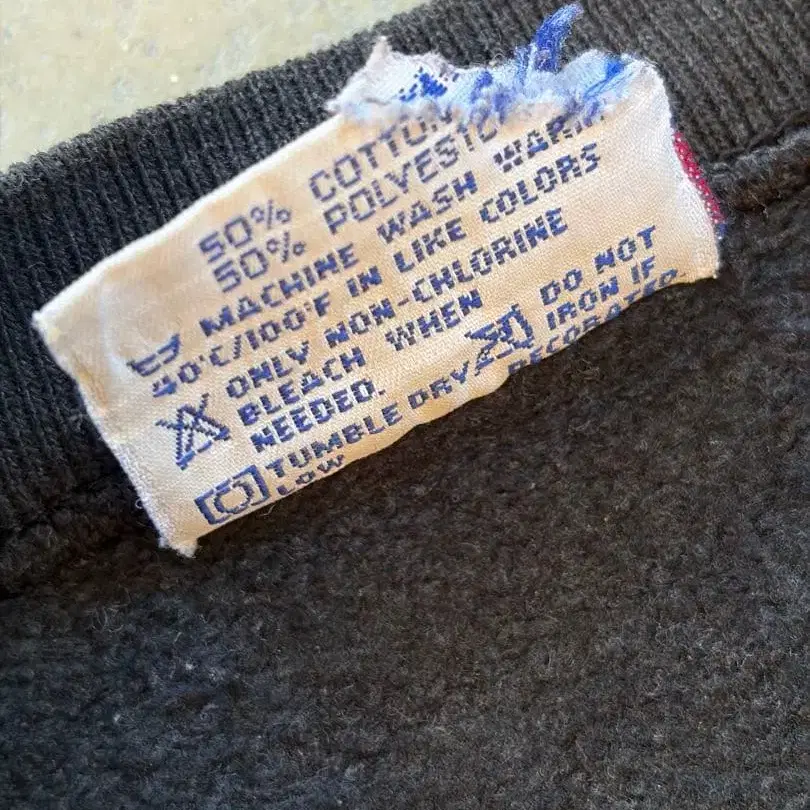 50% COTTON
50% POLYESTE
MACHINE WASH WARM
40°C/100°F IN LIKE COLORS
ONLY NON-CHLORINE
BLEACH WHEN
NEEDED.
TUMBLE DRY
LOW
DO NOT
IRON IF
DECORATED.